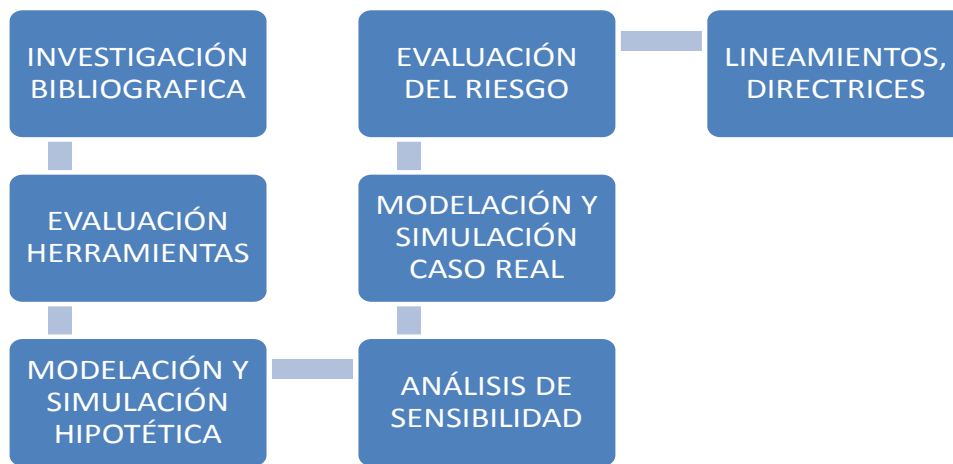 INVESTIGACIÓN
BIBLIOGRAFICA
EVALUACIÓN
HERRAMIENTAS
MODELACIÓN Y
SIMULACIÓN
HIPOTÉTICA
ANÁLISIS DE
SENSIBILIDAD
MODELACIÓN Y
SIMULACIÓN
CASO REAL
EVALUACIÓN
DEL RIESGO
LINEAMIENTOS,
DIRECTRICES